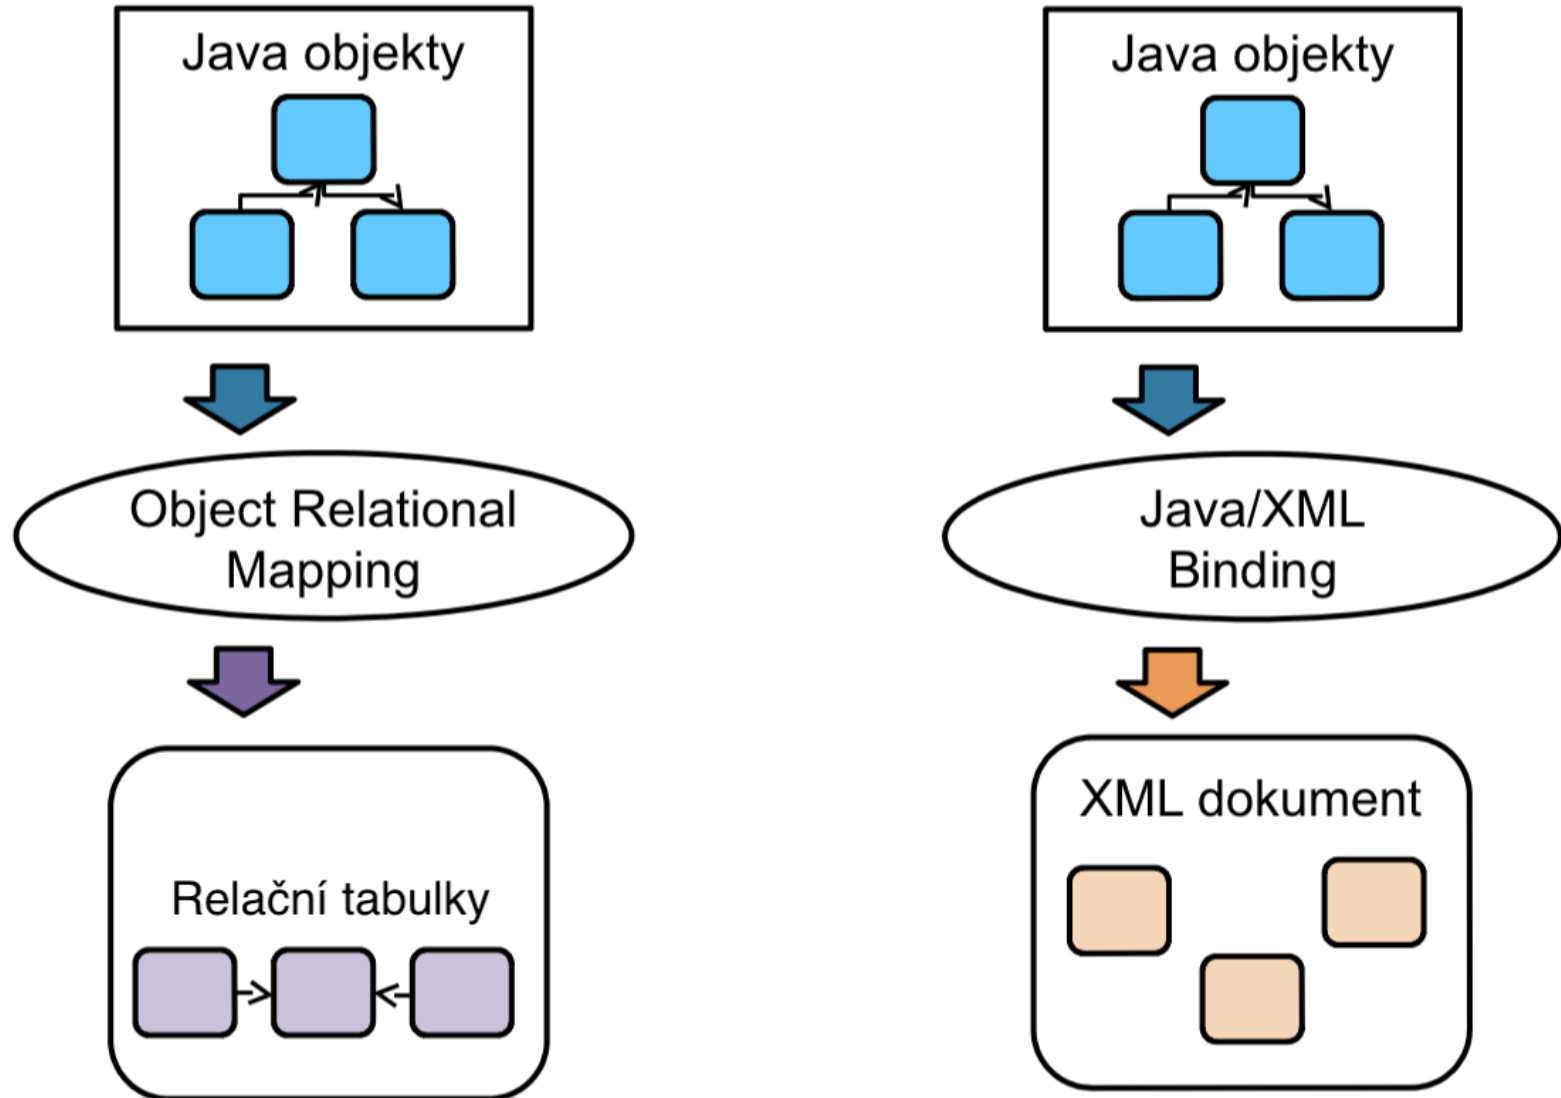 Java objekty
Object Relational
Mapping
Relační tabulky
Java objekty
Java/XML
Binding
XML dokument